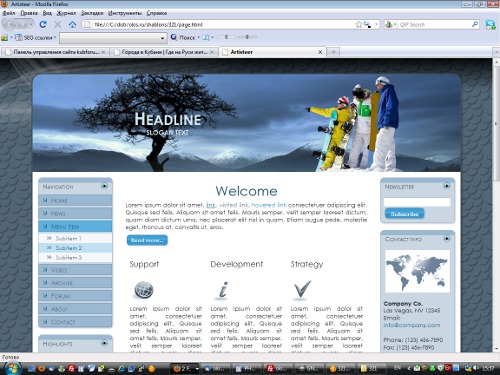 Artisteer - Mozilla Firefox
Файл Правка Вид Журнал Закладки Инструменты Справка
file:///C:/distr/okis.ru/shablons/321/page.html
QIP Search
SEO ссылки
Поиск
Панель управления сайта kubforu...
Города в Кубани | Где на Руси жит...
Artisteer
HEADLINE
SLOGAN TEXT
NAVIGATION
HOME
NEWS
MENU ITEM
Subitem 1
Subitem 2
Subitem 3
VIDEO
ARCHIVE
FORUM
ABOUT
CONTACT
HIGHLIGHTS
Welcome
Lorem ipsum dolor sit amet, link, visited link, hovered link consectetuer adipiscing elit. Quisque sed felis. Aliquam sit amet felis. Mauris semper, velit semper laoreet dictum, quam diam dictum urna, nec placerat elit nisl in quam. Etiam augue pede, molestie eget, rhoncus at, convallis ut, eros.
Read more...
Support
Development
Strategy
Lorem ipsum dolor sit amet, consectetuer adipiscing elit. Quisque sed felis. Aliquam sit amet felis. Mauris semper, velit semper
Lorem ipsum dolor sit amet, consectetuer adipiscing elit. Quisque sed felis. Aliquam sit amet felis. Mauris semper, velit semper
Lorem ipsum dolor sit amet, consectetuer adipiscing elit. Quisque sed felis. Aliquam sit amet felis. Mauris semper, velit semper
NEWSLETTER
Subscribe
CONTACT INFO
Company Co.
Las Vegas, NV 12345
Email:
info@company.com
Phone: (123) 456-7890
Fax: (123) 456-7890
Готово
EN
15:37